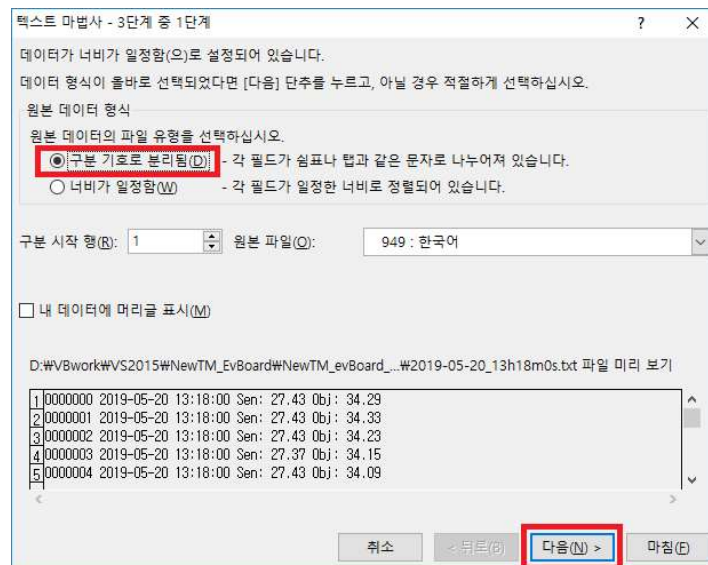 텍스트 마법사 - 3단계 중 1단계 ? ×
데이터가 너비가 일정함(으)로 설정되어 있습니다.
데이터 형식이 올바로 선택되었다면 [다음] 단추를 누르고, 아닐 경우 적절하게 선택하십시오.
원본 데이터 형식
원본 데이터의 파일 유형을 선택하십시오.
구분 기호로 분리됨(D) - 각 필드가 쉼표나 탭과 같은 문자로 나누어져 있습니다.
너비가 일정함(W) - 각 필드가 일정한 너비로 정렬되어 있습니다.
구분 시작 행(R): 1 원본 파일(O): 949 : 한국어
내 데이터에 머리글 표시(M)
D:₩VBwork₩VS2015₩NewTM_EvBoard₩NewTM_evBoard_...₩2019-05-20_13h18m0s.txt 파일 미리 보기
1 0000000 2019-05-20 13:18:00 Sen: 27.43 Obj: 34.29
2 0000001 2019-05-20 13:18:00 Sen: 27.43 Obj: 34.33
3 0000002 2019-05-20 13:18:00 Sen: 27.43 Obj: 34.23
4 0000003 2019-05-20 13:18:00 Sen: 27.37 Obj: 34.15
5 0000004 2019-05-20 13:18:00 Sen: 27.43 Obj: 34.09
취소 < 뒤로(B) 다음(N) > 마침(F)